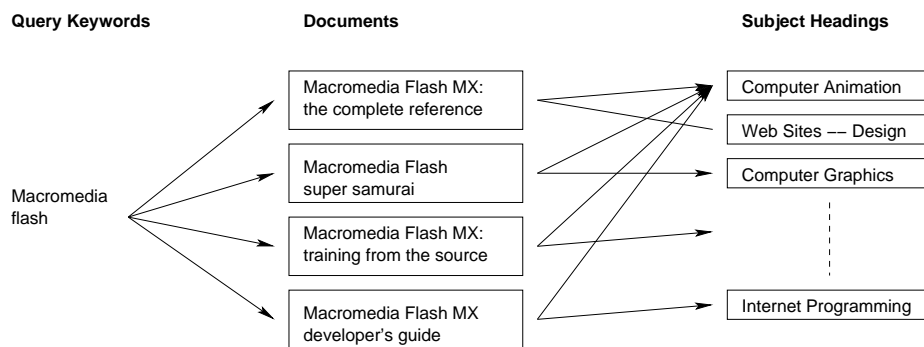 Query Keywords
Documents
Subject Headings
Macromedia
flash
Macromedia Flash MX:
the complete reference
Macromedia Flash
super samurai
Macromedia Flash MX:
training from the source
Macromedia Flash MX
developer's guide
Computer Animation
Web Sites −− Design
Computer Graphics
Internet Programming